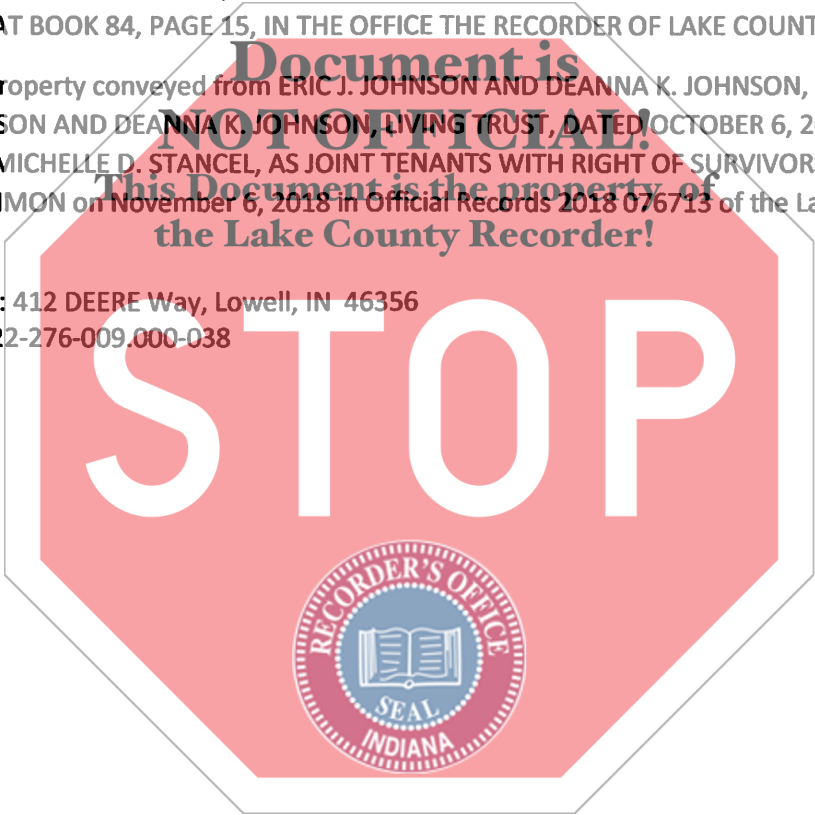 AT BOOK 84, PAGE 15, IN THE OFFICE THE RECORDER OF LAKE COUNT
Document is
roperty conveyed from ERIC J. JOHNSON AND DEANNA K. JOHNSON,
NOT OFFICIAL!
SON AND DEANNA K. JOHNSON, LIVING TRUST, DATED OCTOBER 6, 2
MICHELLE D. STANCEL, AS JOINT TENANTS WITH RIGHT OF SURVIVOR
This Document is the property of
IMON on November 6, 2018 in Official Records 2018 076713 of the La
the Lake County Recorder!
: 412 DEERE Way, Lowell, IN 46356
22-276-009.000-038
STOP
RECORDER'S OFFICE
SEAL
INDIANA